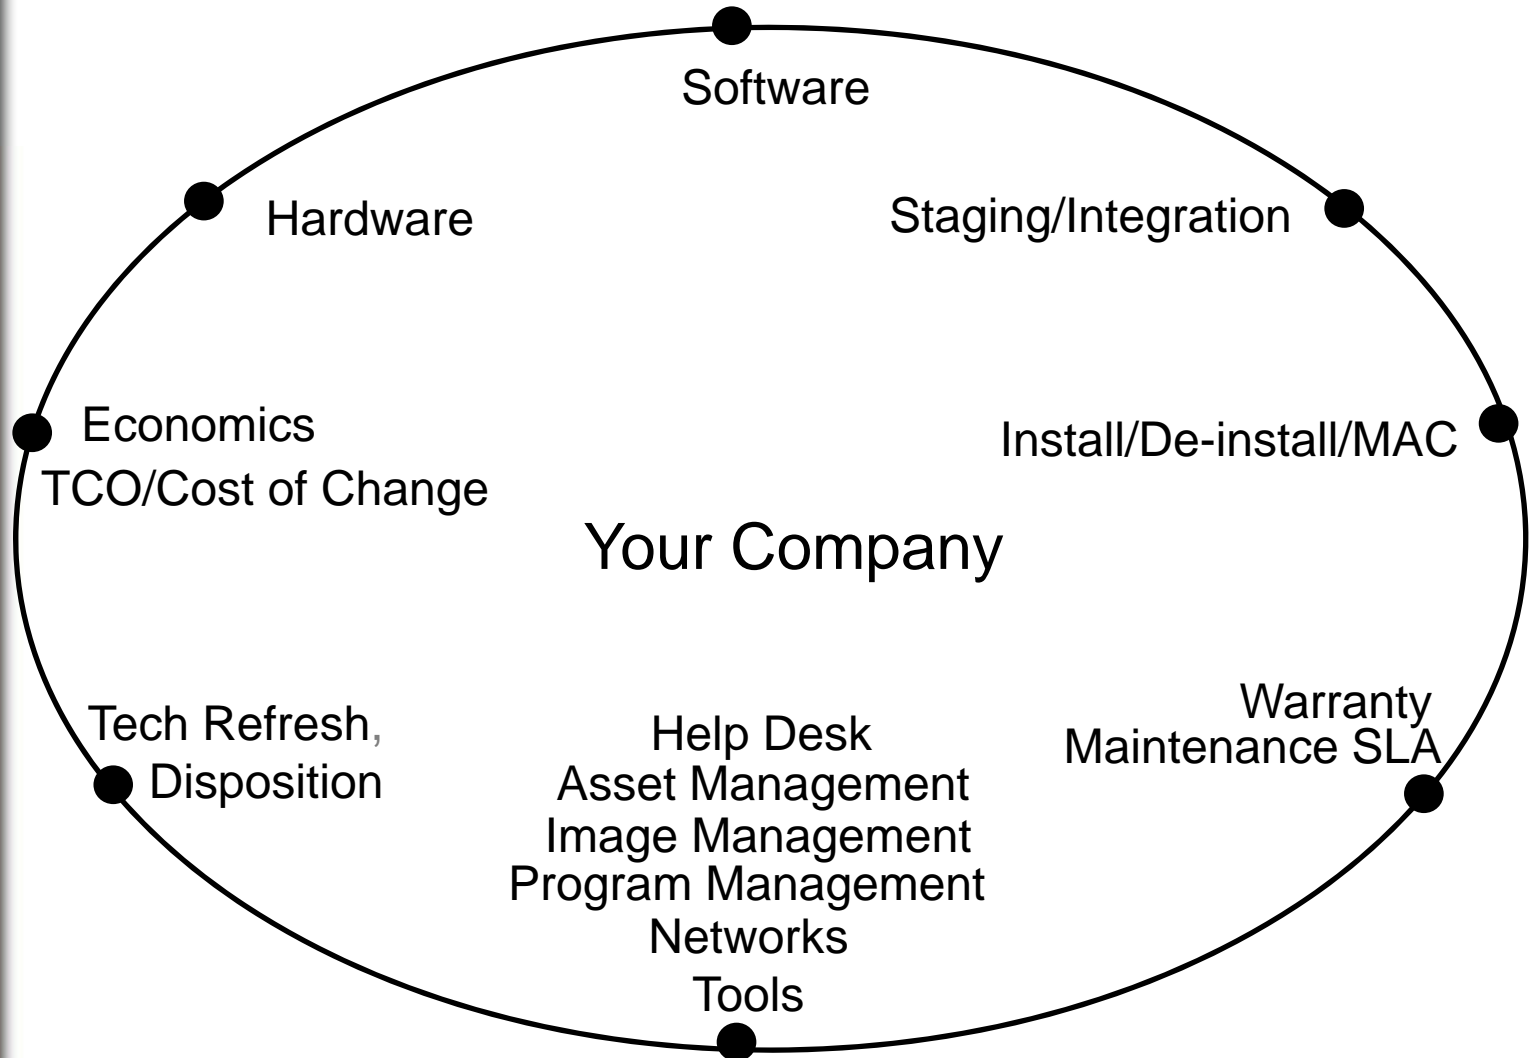 Software
Hardware
Staging/Integration
Economics
TCO/Cost of Change
Install/De-install/MAC
Your Company
Tech Refresh,
Disposition
Help Desk
Asset Management
Image Management
Program Management
Networks
Tools
Warranty
Maintenance SLA